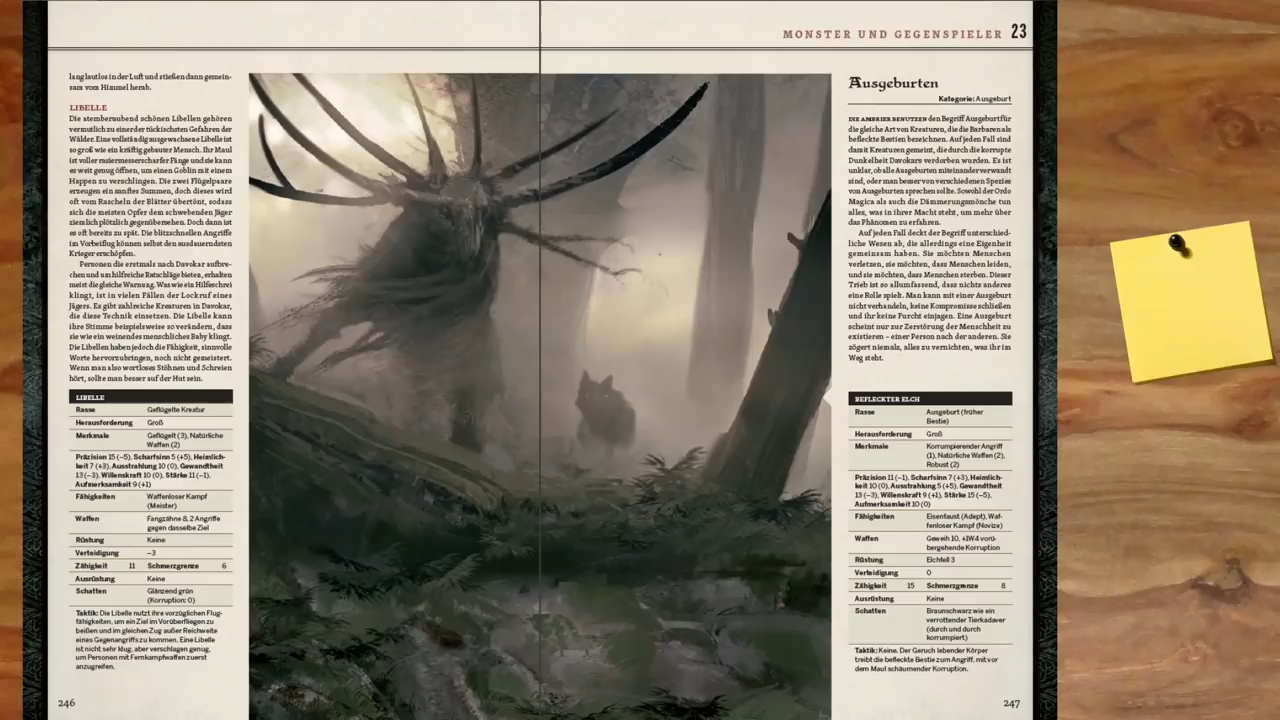 MONSTER UND GEGENSPIELER 23
lang lautlos in der Luft und stießen dann gemein-
sam vom Himmel herab.
LIBELLE
Die atemberaubend schönen Libellen gehören
vermutlich zu einer der tückischsten Gefahren der
Wälder. Eine vollständig ausgewachsene Libelle ist
so groß wie ein kräftig gebauter Mensch. Ihr Maul
ist voller rasiermesserscharfer Fänge und sie kann
es weit genug öffnen, um einen Goblin mit einem
Happen zu verschlingen. Die zwei Flügelpaare
erzeugen ein sanftes Summen, doch dieses wird
oft vom Rascheln der Blätter übertönt, sodass
sich die meisten Opfer dem schwebenden Jäger
ziemlich plötzlich gegenübersehen. Doch dann ist
es oft bereits zu spät. Die blitzschnellen Angriffe
im Vorbeiflug können selbst den ausdauerndsten
Krieger erschöpfen.
Personen die erstmals nach Davokar aufbre-
chen und um hilfreiche Ratschläge bieten, erhalten
meist die gleiche Warnung. Was wie ein Hilfeschrei
klingt, ist in vielen Fällen der Lockruf eines
Jägers. Es gibt zahlreiche Kreaturen in Davokar,
die diese Technik einsetzen. Die Libelle kann
ihre Stimme beispielsweise so verändern, dass
sie wie ein weinendes menschliches Baby klingt.
Die Libellen haben jedoch die Fähigkeit, sinnvolle
Worte hervorzubringen, noch nicht gemeistert.
Wenn man also wortloses Stöhnen und Schreien
hört, sollte man besser auf der Hut sein.
LIBELLE
Rasse Geflügelte Kreatur
Herausforderung Groß
Merkmale Geflügelt (3), Natürliche
Waffen (2)
Präzision 15 (−5), Scharfsinn 5 (+5), Heimlich-
keit 7 (+3), Ausstrahlung 10 (0), Gewandtheit
13 (−3), Willenskraft 10 (0), Stärke 11 (−1),
Aufmerksamkeit 9 (+1)
Fähigkeiten Waffenloser Kampf
(Meister)
Waffen Fangzähne 8, 2 Angriffe
gegen dasselbe Ziel
Rüstung Keine
Verteidigung −3
Zähigkeit 11 Schmerzgrenze 6
Ausrüstung Keine
Schatten Glänzend grün
(Korruption: 0)
Taktik: Die Libelle nutzt ihre vorzüglichen Flug-
fähigkeiten, um ein Ziel im Vorüberfliegen zu
beißen und im gleichen Zug außer Reichweite
eines Gegenangriffs zu kommen. Eine Libelle
ist nicht sehr klug, aber verschlagen genug,
um Personen mit Fernkampfwaffen zuerst
anzugreifen.
246
Ausgeburten
Kategorie: Ausgeburt
DIE AMBRIER BENUTZEN den Begriff Ausgeburt für
die gleiche Art von Kreaturen, die die Barbaren als
befleckte Bestien bezeichnen. Auf jeden Fall sind
damit Kreaturen gemeint, die durch die korrupte
Dunkelheit Davokars verdorben wurden. Es ist
unklar, ob alle Ausgeburten miteinander verwandt
sind, oder man besser von verschiedenen Spezies
von Ausgeburten sprechen sollte. Sowohl der Ordo
Magica als auch die Dämmerungsmönche tun
alles, was in ihrer Macht steht, um mehr über
das Phänomen zu erfahren.
Auf jeden Fall deckt der Begriff unterschied-
liche Wesen ab, die allerdings eine Eigenheit
gemeinsam haben. Sie möchten Menschen
verletzen, sie möchten, dass Menschen leiden,
und sie möchten, dass Menschen sterben. Dieser
Trieb ist so allumfassend, dass nichts anderes
eine Rolle spielt. Man kann mit einer Ausgeburt
nicht verhandeln, keine Kompromisse schließen
und ihr keine Furcht einjagen. Eine Ausgeburt
scheint nur zur Zerstörung der Menschheit zu
existieren – einer Person nach der anderen. Sie
zögert niemals, alles zu vernichten, was ihr im
Weg steht.
BEFLECKTER ELCH
Rasse Ausgeburt (früher
Bestie)
Herausforderung Groß
Merkmale Korrumpierender Angriff
(1), Natürliche Waffen (2),
Robust (2)
Präzision 11 (−1), Scharfsinn 7 (+3), Heimlich-
keit 10 (0), Ausstrahlung 5 (+5), Gewandtheit
13 (−3), Willenskraft 9 (+1), Stärke 15 (−5),
Aufmerksamkeit 10 (0)
Fähigkeiten Eisenfaust (Adept), Waf-
fenloser Kampf (Novize)
Waffen Geweih 10, +1W4 vorü-
bergehende Korruption
Rüstung Elchfell 3
Verteidigung 0
Zähigkeit 15 Schmerzgrenze 8
Ausrüstung Keine
Schatten Braunschwarz wie ein
verrottender Tierkadaver
(durch und durch
korrumpiert)
Taktik: Keine. Der Geruch lebender Körper
treibt die befleckte Bestie zum Angriff, mit vor
dem Maul schäumender Korruption.
247